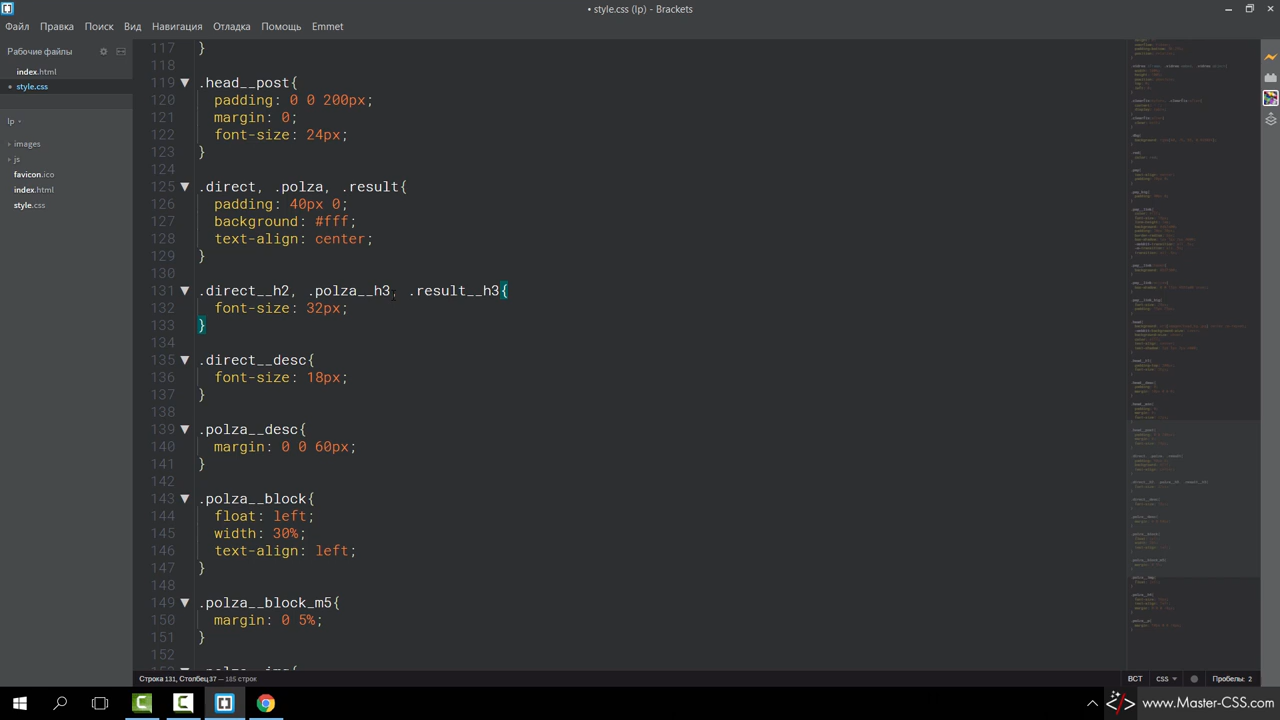 • style.css (lp) - Brackets
Файл Правка Поиск Вид Навигация Отладка Помощь Emmet
Рабочие файлы
index.html
• style.css
lp
images
js
favicon.ico
index.html
style.css
117 }
118
119 .head__post{
120 padding: 0 0 200px;
121 margin: 0;
122 font-size: 24px;
123 }
124
125 .direct, .polza, .result{
126 padding: 40px 0;
127 background: #fff;
128 text-align: center;
129 }
130
131 .direct__h2, .polza__h3, .result__h3{
132 font-size: 32px;
133 }
134
135 .direct__desc{
136 font-size: 18px;
137 }
138
139 .polza__desc{
140 margin: 0 0 60px;
141 }
142
143 .polza__block{
144 float: left;
145 width: 30%;
146 text-align: left;
147 }
148
149 .polza__block_m5{
150 margin: 0 5%;
151 }
152
Строка 131, Столбец 37 — 185 строк
ВСТ CSS Пробелы: 2
www.Master-CSS.com